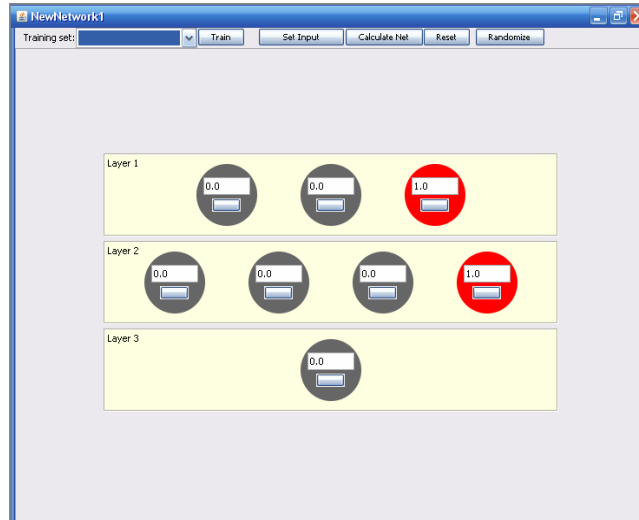 NewNetwork1
Training set: Train Set Input Calculate Net Reset Randomize
Layer 1
0.0 0.0 1.0
Layer 2
0.0 0.0 0.0 1.0
Layer 3
0.0